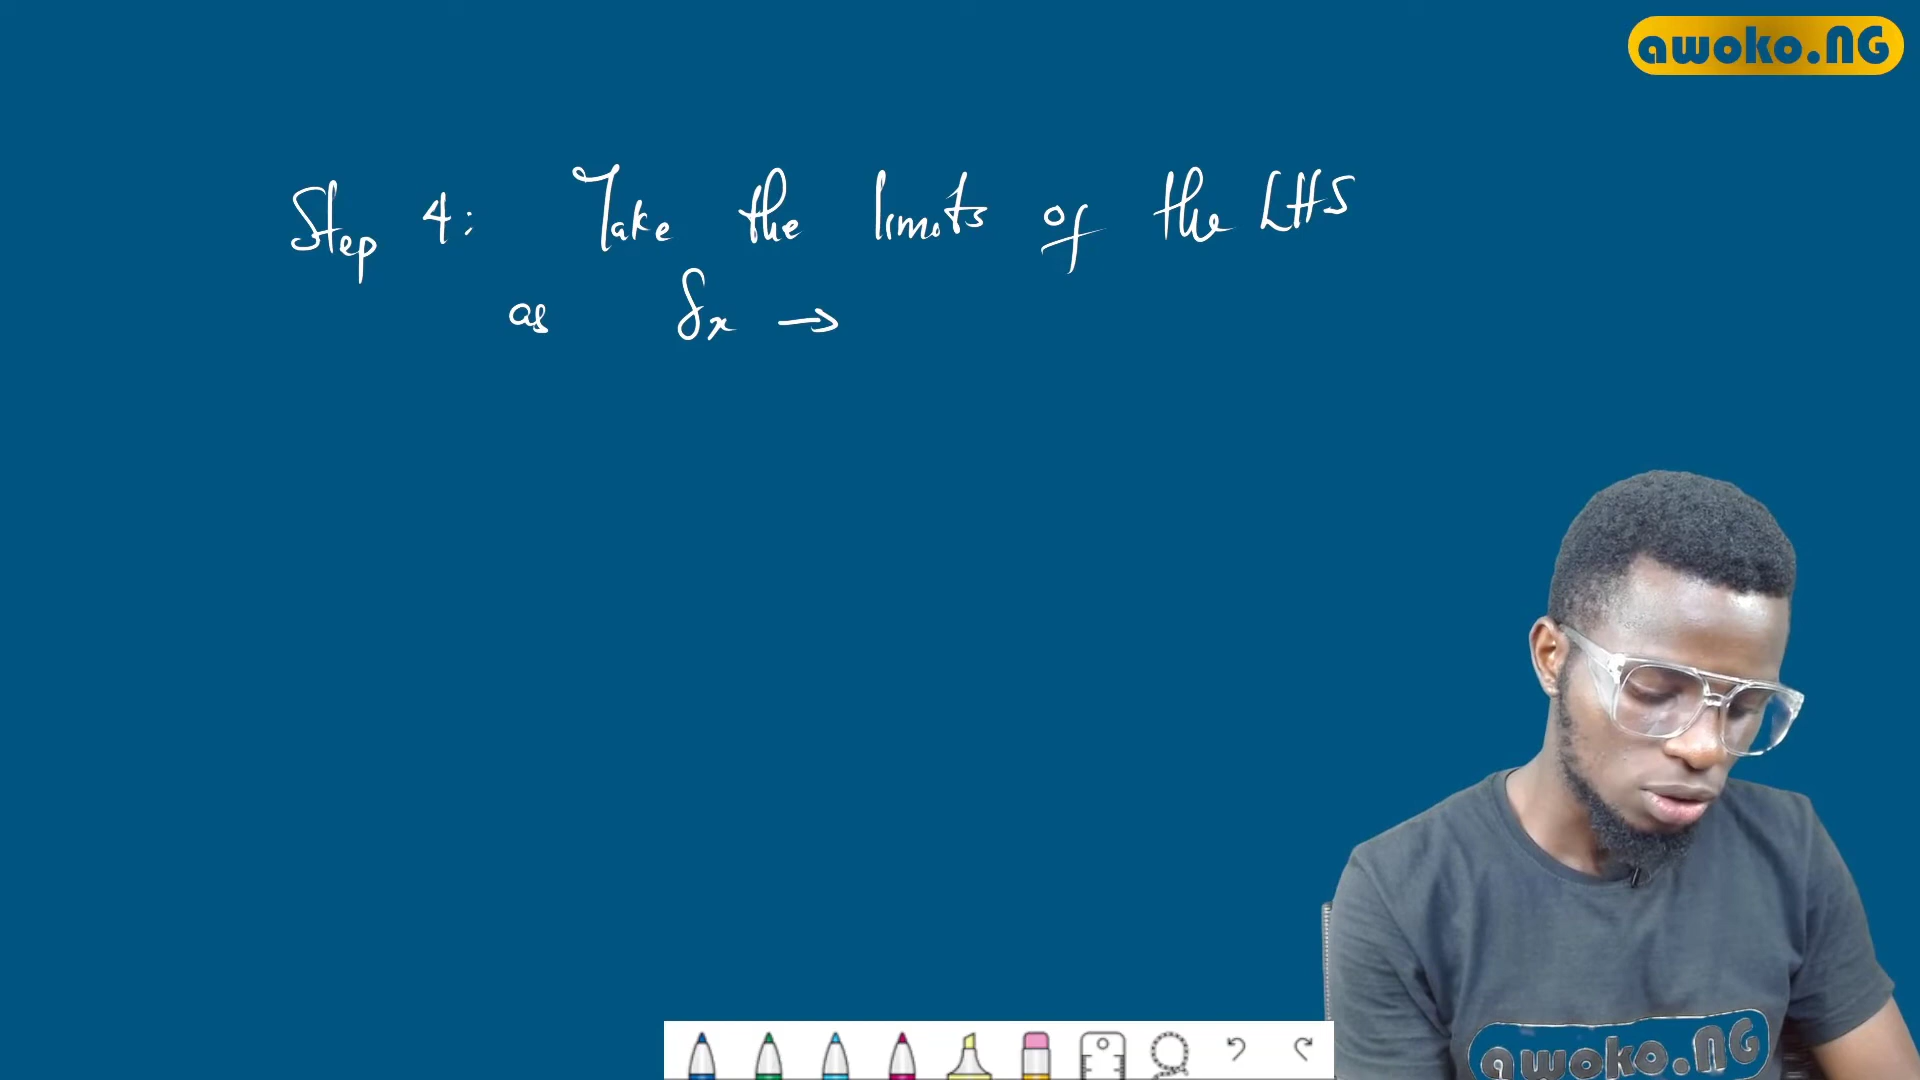 awoko.NG
Step 4: Take the limits of the LHS
as δx →
awoko.NG